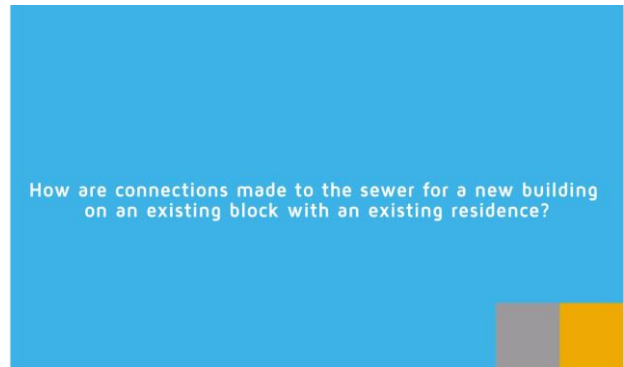 How are connections made to the sewer for a new building
on an existing block with an existing residence?